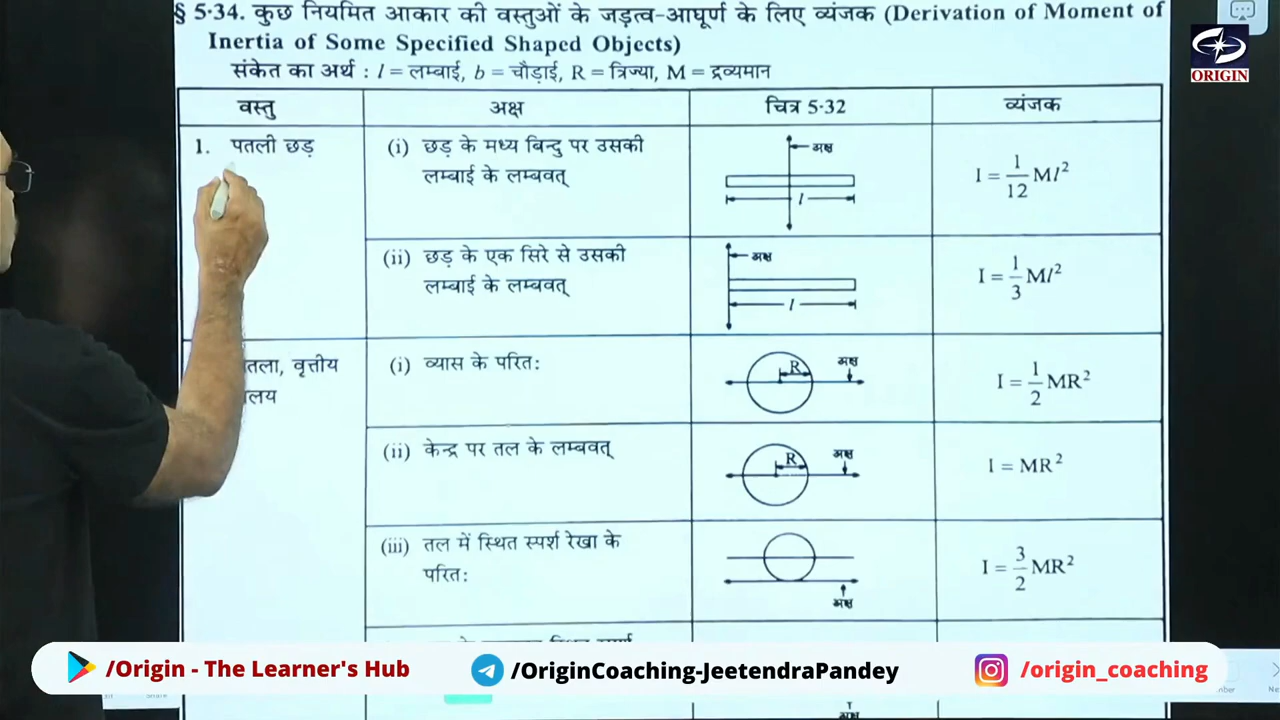 § 5·34. कुछ नियमित आकार की वस्तुओं के जड़त्व-आघूर्ण के लिए व्यंजक (Derivation of Moment of
Inertia of Some Specified Shaped Objects)
संकेत का अर्थ : l = लम्बाई, b = चौड़ाई, R = त्रिज्या, M = द्रव्यमान
ORIGIN
वस्तु अक्ष चित्र 5·32 व्यंजक
1. पतली छड़
(i) छड़ के मध्य बिन्दु पर उसकी
लम्बाई के लम्बवत्
अक्ष
l
I = 1/12 Ml²
(ii) छड़ के एक सिरे से उसकी
लम्बाई के लम्बवत्
अक्ष
l
I = 1/3 Ml²
वृत्तीय
(i) व्यास के परितः
R
अक्ष
I = 1/2 MR²
(ii) केन्द्र पर तल के लम्बवत्
R
अक्ष
I = MR²
(iii) तल में स्थित स्पर्श रेखा के
परितः
अक्ष
I = 3/2 MR²
/Origin - The Learner's Hub
/OriginCoaching-JeetendraPandey
/origin_coaching